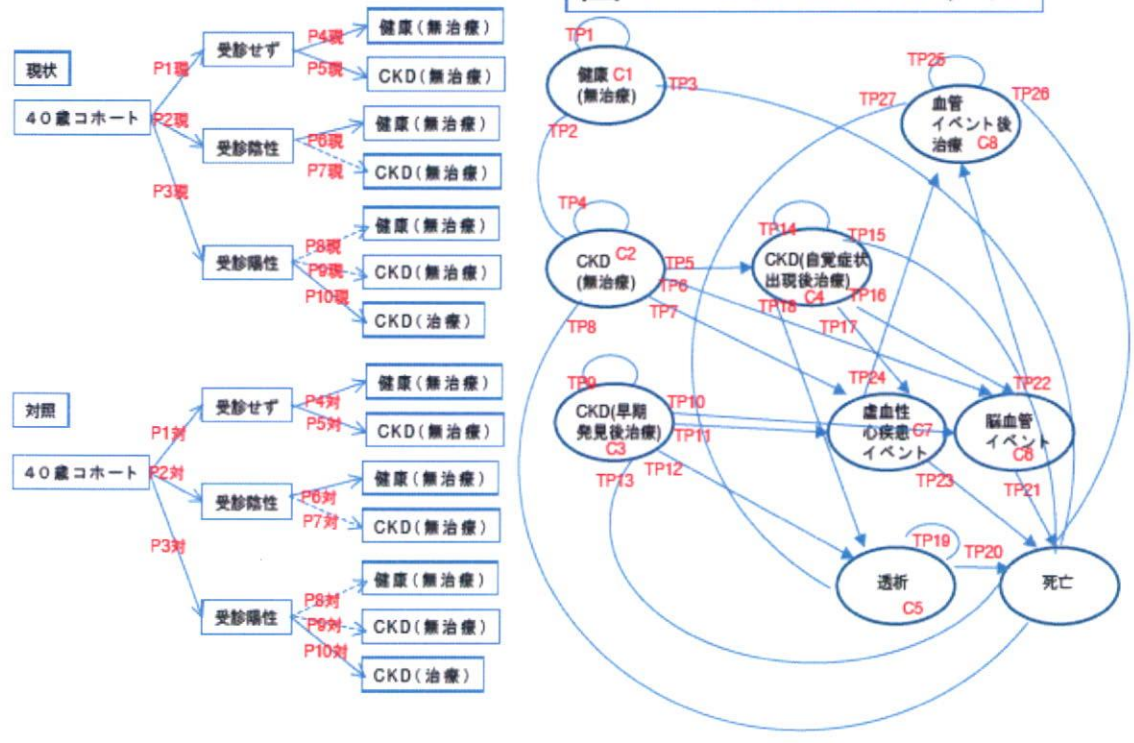 現状
40歳コホート
P1現
P2現
P3現
受診せず
受診陰性
受診陽性
P4現
P5現
P6現
P7現
P8現
P9現
P10現
健康(無治療)
CKD(無治療)
健康(無治療)
CKD(無治療)
健康(無治療)
CKD(無治療)
CKD(治療)
対照
40歳コホート
P1対
P2対
P3対
受診せず
受診陰性
受診陽性
P4対
P5対
P6対
P7対
P8対
P9対
P10対
健康(無治療)
CKD(無治療)
健康(無治療)
CKD(無治療)
健康(無治療)
CKD(無治療)
CKD(治療)
TP1
健康 C1
(無治療)
TP3
TP2
TP25
TP27
TP26
血管
イベント後
治療 C8
TP4
CKD C2
(無治療)
TP5
TP6
TP7
TP8
TP14
TP15
CKD(自覚症状
出現後治療)
C4
TP18
TP16
TP17
TP9
CKD(早期
発見後治療)
C3
TP10
TP11
TP12
TP13
TP24
虚血性
心疾患 C7
イベント
TP23
TP22
脳血管
イベント
C6
TP21
TP19
TP20
透析
C5
死亡